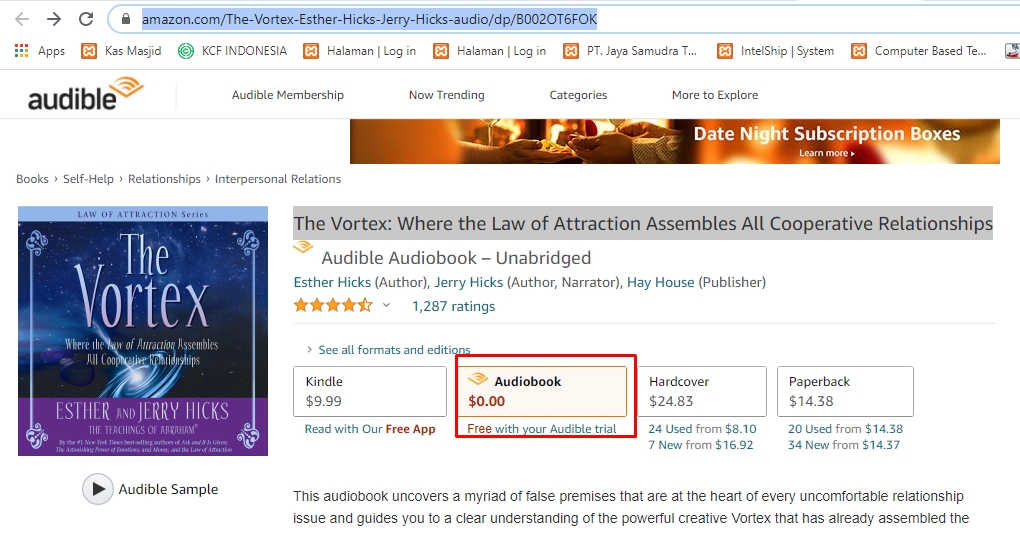 amazon.com/The-Vortex-Esther-Hicks-Jerry-Hicks-audio/dp/B002OT6FOK
Apps Kas Masjid KCF INDONESIA Halaman | Log in Halaman | Log in PT. Jaya Samudra T... IntelShip | System Computer Based Te...
audible Audible Membership Now Trending Categories More to Explore
Date Night Subscription Boxes
Learn more
Books › Self-Help › Relationships › Interpersonal Relations
LAW OF ATTRACTION Series
The
Vortex
Where the Law of Attraction Assembles
All Cooperative Relationships
ESTHER AND JERRY HICKS
THE TEACHINGS OF ABRAHAM®
By the #1 New York Times best-selling authors of Ask and It Is Given;
The Astonishing Power of Emotions; and Money, and the Law of Attraction
Audible Sample
The Vortex: Where the Law of Attraction Assembles All Cooperative Relationships
Audible Audiobook – Unabridged
Esther Hicks (Author), Jerry Hicks (Author, Narrator), Hay House (Publisher)
1,287 ratings
› See all formats and editions
Kindle
$9.99
Read with Our Free App
Audiobook
$0.00
Free with your Audible trial
Hardcover
$24.83
24 Used from $8.10
7 New from $16.92
Paperback
$14.38
20 Used from $14.38
34 New from $14.37
This audiobook uncovers a myriad of false premises that are at the heart of every uncomfortable relationship
issue and guides you to a clear understanding of the powerful creative Vortex that has already assembled the